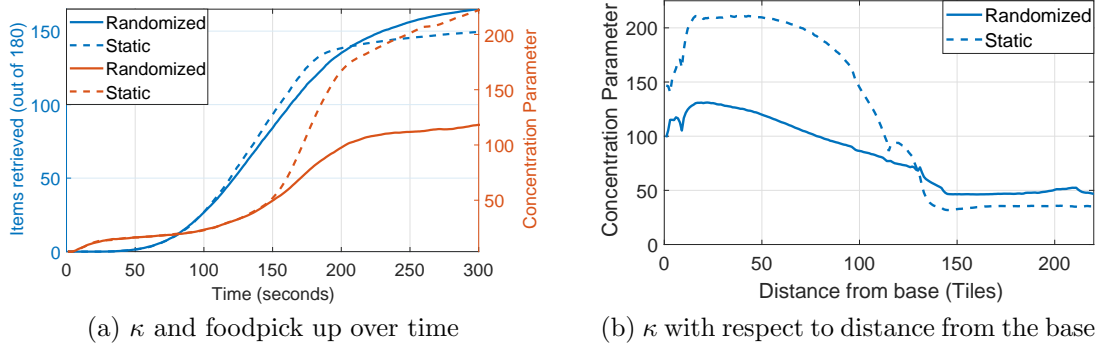 Randomized
Static
Randomized
Static
Items retrieved (out of 180)
150
100
50
0
0 50 100 150 200 250 300
Time (seconds)
200
150
100
50
Concentration Parameter
(a) κ and foodpick up over time
Randomized
Static
Concentration Parameter
200
150
100
50
0
0 50 100 150 200
Distance from base (Tiles)
(b) κ with respect to distance from the base